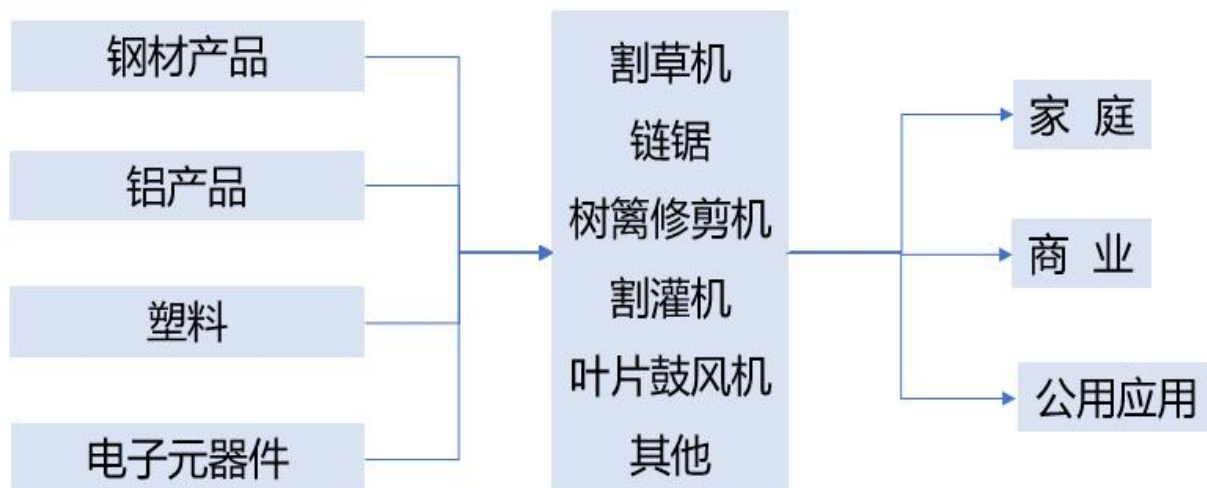 钢材产品
铝产品
塑料
电子元器件
割草机
链锯
树篱修剪机
割灌机
叶片鼓风机
其他
家 庭
商 业
公用应用